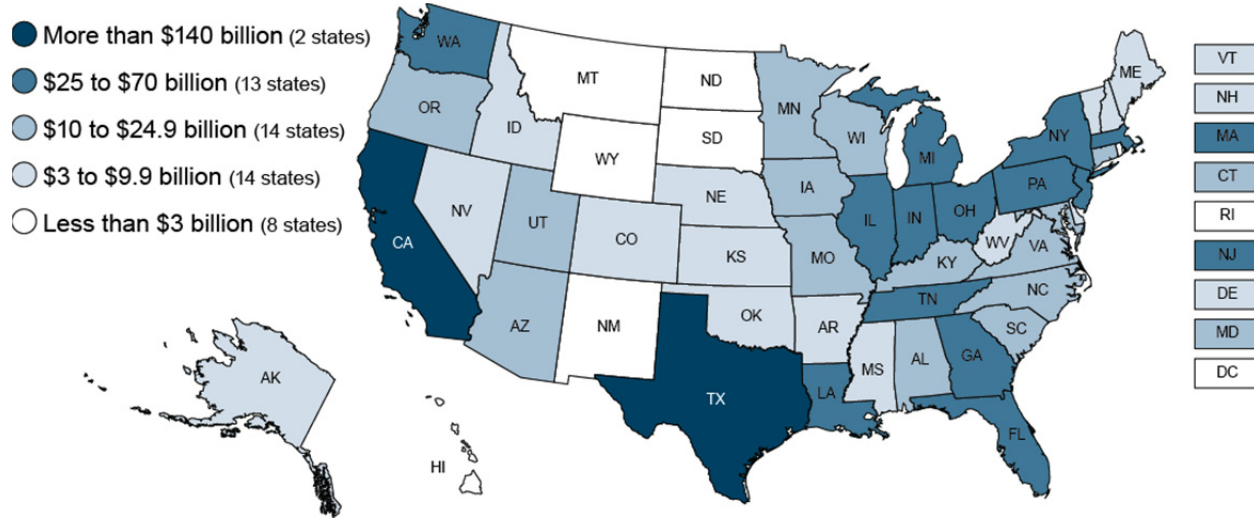 More than $140 billion (2 states)
$25 to $70 billion (13 states)
$10 to $24.9 billion (14 states)
$3 to $9.9 billion (14 states)
Less than $3 billion (8 states)
WA
MT
ND
MN
ME
OR
ID
WY
SD
WI
MI
NY
NV
UT
CO
NE
IA
IL
IN
OH
PA
CA
KS
MO
KY
WV
VA
AZ
NM
OK
AR
TN
NC
SC
TX
LA
MS
AL
GA
FL
AK
HI
VT
NH
MA
CT
RI
NJ
DE
MD
DC